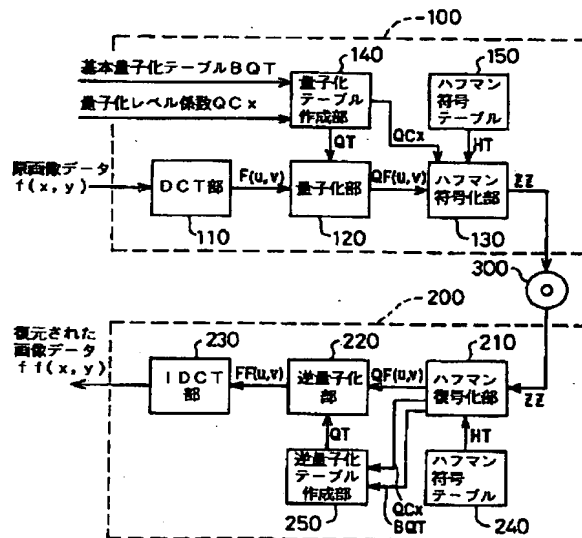 100
基本量子化テーブルBQT
量子化レベル係数QCx
140
量子化
テーブル
作成部
150
ハフマン
符号
テーブル
QT
QCx
HT
原画像データ
f(x,y)
DCT部
110
F(u,v)
量子化部
120
QF(u,v)
ハフマン
符号化部
130
ZZ
300
200
復元された
画像データ
ff(x,y)
230
IDCT
部
FF(u,v)
220
逆量子化
部
QF(u,v)
210
ハフマン
復号化部
ZZ
QT
HT
逆量子化
テーブル
作成部
250
QCx
BQT
ハフマン
符号
テーブル
240